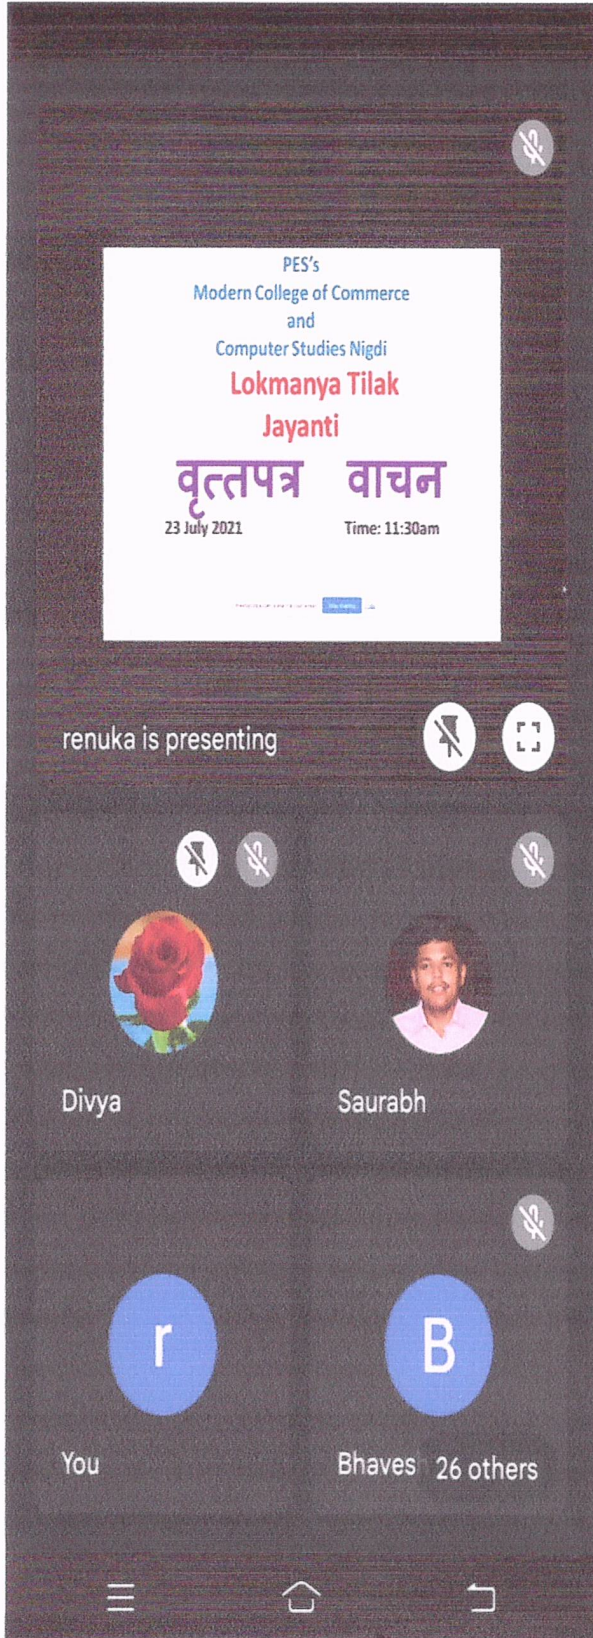 PES's
Modern College of Commerce
and
Computer Studies Nigdi
Lokmanya Tilak
Jayanti
वृत्तपत्र वाचन
23 July 2021 Time: 11:30am
renuka is presenting
Divya
Saurabh
r
B
You
Bhaves 26 others